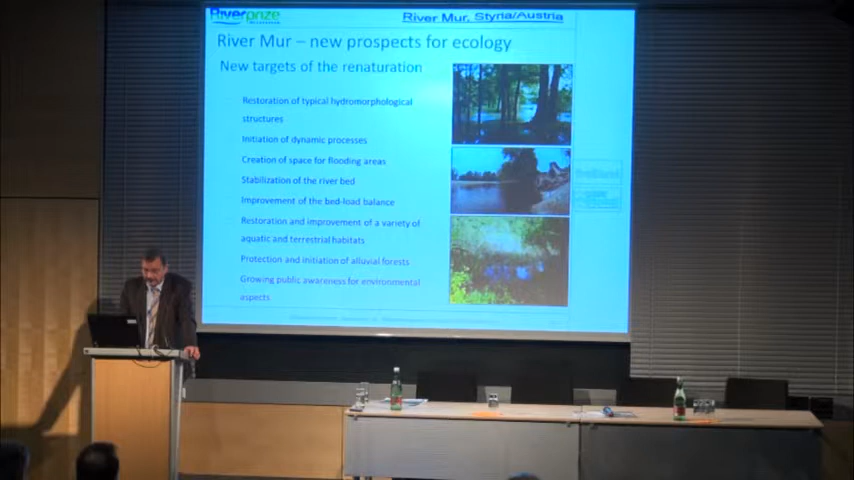 Riverprize
River Mur, Styria/Austria
River Mur – new prospects for ecology
New targets of the renaturation
Restoration of typical hydromorphological
structures
Initiation of dynamic processes
Creation of space for flooding areas
Stabilization of the river bed
Improvement of the bed-load balance
Restoration and improvement of a variety of
aquatic and terrestrial habitats
Protection and initiation of alluvial forests
Growing public awareness for environmental
aspects